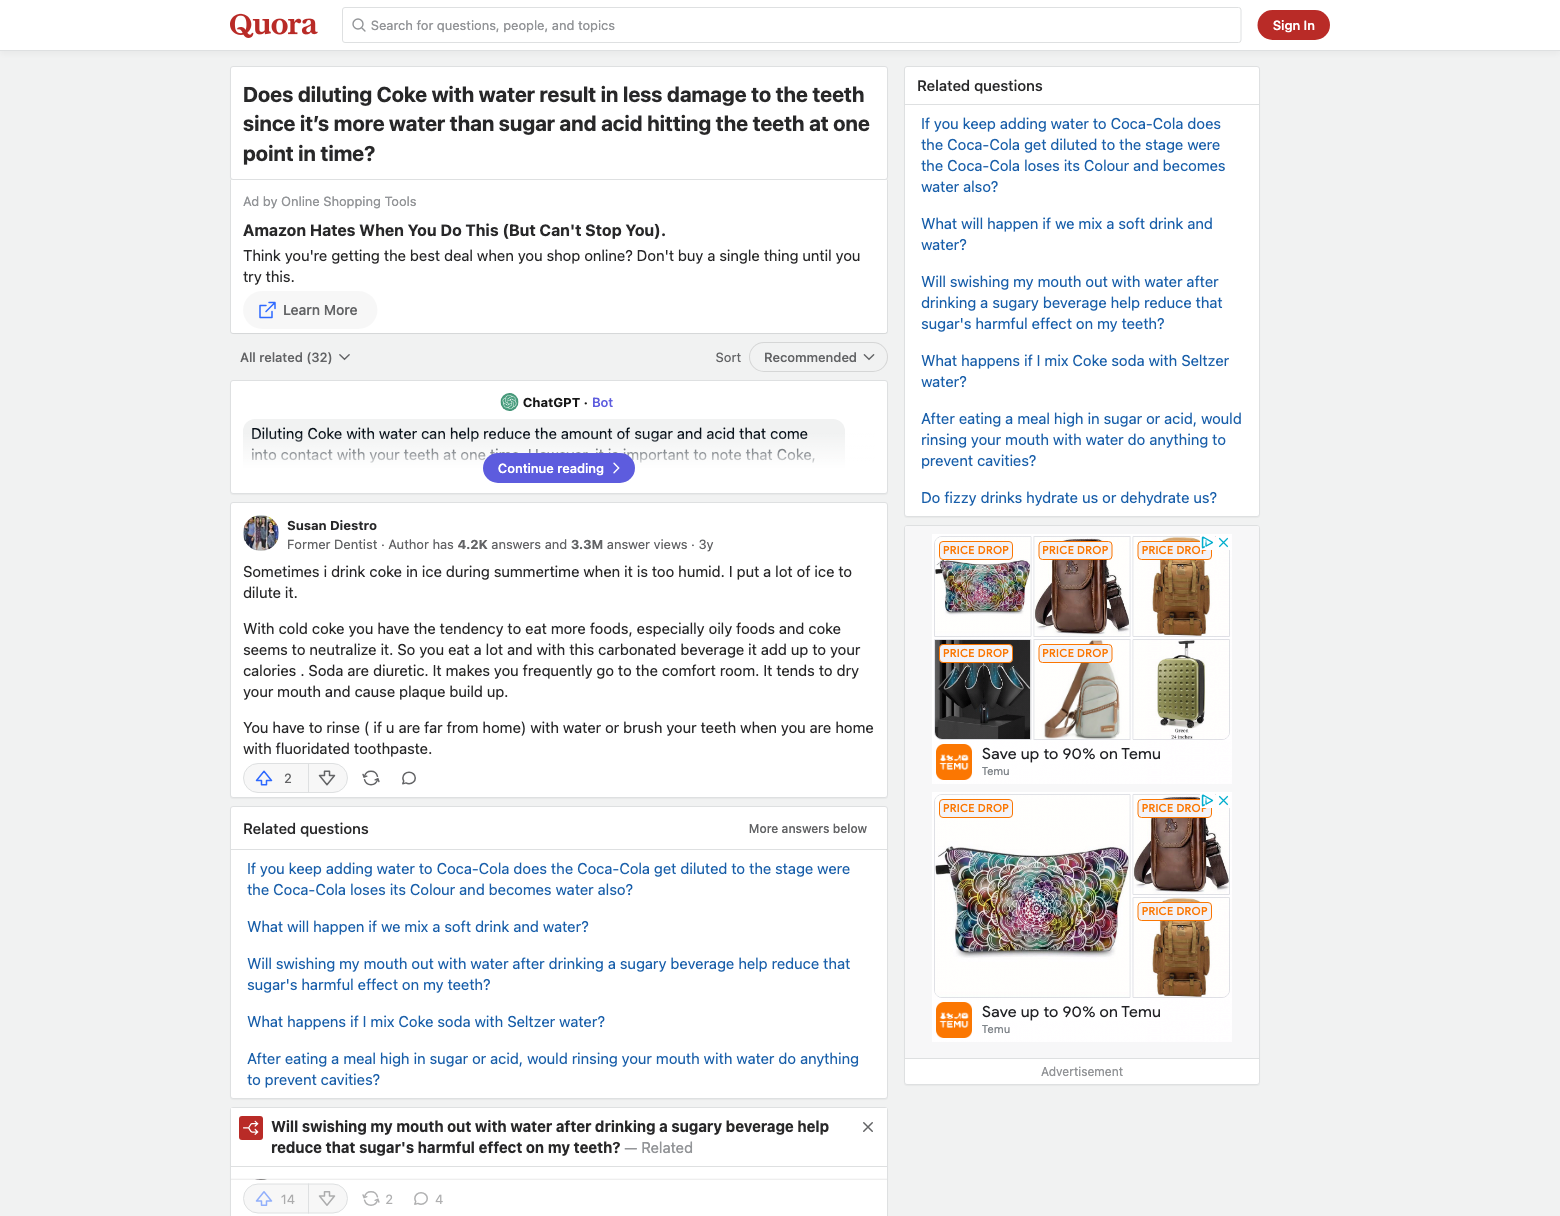 Quora
Search for questions, people, and topics
Sign In
Does diluting Coke with water result in less damage to the teeth
since it’s more water than sugar and acid hitting the teeth at one
point in time?
Ad by Online Shopping Tools
Amazon Hates When You Do This (But Can't Stop You).
Think you're getting the best deal when you shop online? Don't buy a single thing until you
try this.
Learn More
All related (32)
Sort
Recommended
ChatGPT · Bot
Diluting Coke with water can help reduce the amount of sugar and acid that come
into contact with your teeth at one time. However, it is important to note that Coke,
Continue reading
Susan Diestro
Former Dentist · Author has 4.2K answers and 3.3M answer views · 3y
Sometimes i drink coke in ice during summertime when it is too humid. I put a lot of ice to
dilute it.
With cold coke you have the tendency to eat more foods, especially oily foods and coke
seems to neutralize it. So you eat a lot and with this carbonated beverage it add up to your
calories . Soda are diuretic. It makes you frequently go to the comfort room. It tends to dry
your mouth and cause plaque build up.
You have to rinse ( if u are far from home) with water or brush your teeth when you are home
with fluoridated toothpaste.
2
Related questions
More answers below
If you keep adding water to Coca-Cola does the Coca-Cola get diluted to the stage were
the Coca-Cola loses its Colour and becomes water also?
What will happen if we mix a soft drink and water?
Will swishing my mouth out with water after drinking a sugary beverage help reduce that
sugar's harmful effect on my teeth?
What happens if I mix Coke soda with Seltzer water?
After eating a meal high in sugar or acid, would rinsing your mouth with water do anything
to prevent cavities?
Will swishing my mouth out with water after drinking a sugary beverage help
reduce that sugar's harmful effect on my teeth? — Related
14
2
4
Related questions
If you keep adding water to Coca-Cola does
the Coca-Cola get diluted to the stage were
the Coca-Cola loses its Colour and becomes
water also?
What will happen if we mix a soft drink and
water?
Will swishing my mouth out with water after
drinking a sugary beverage help reduce that
sugar's harmful effect on my teeth?
What happens if I mix Coke soda with Seltzer
water?
After eating a meal high in sugar or acid, would
rinsing your mouth with water do anything to
prevent cavities?
Do fizzy drinks hydrate us or dehydrate us?
PRICE DROP
PRICE DROP
PRICE DROP
PRICE DROP
PRICE DROP
Green
24 inches
TEMU
Save up to 90% on Temu
Temu
PRICE DROP
PRICE DROP
PRICE DROP
TEMU
Save up to 90% on Temu
Temu
Advertisement